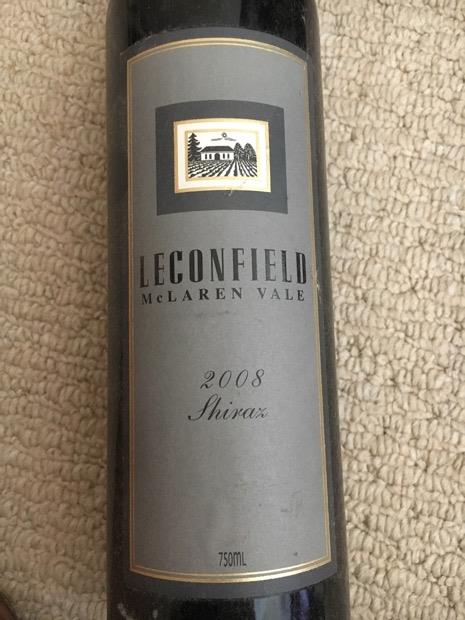 LECONFIELD
McLAREN VALE
2008
Shiraz
750ML